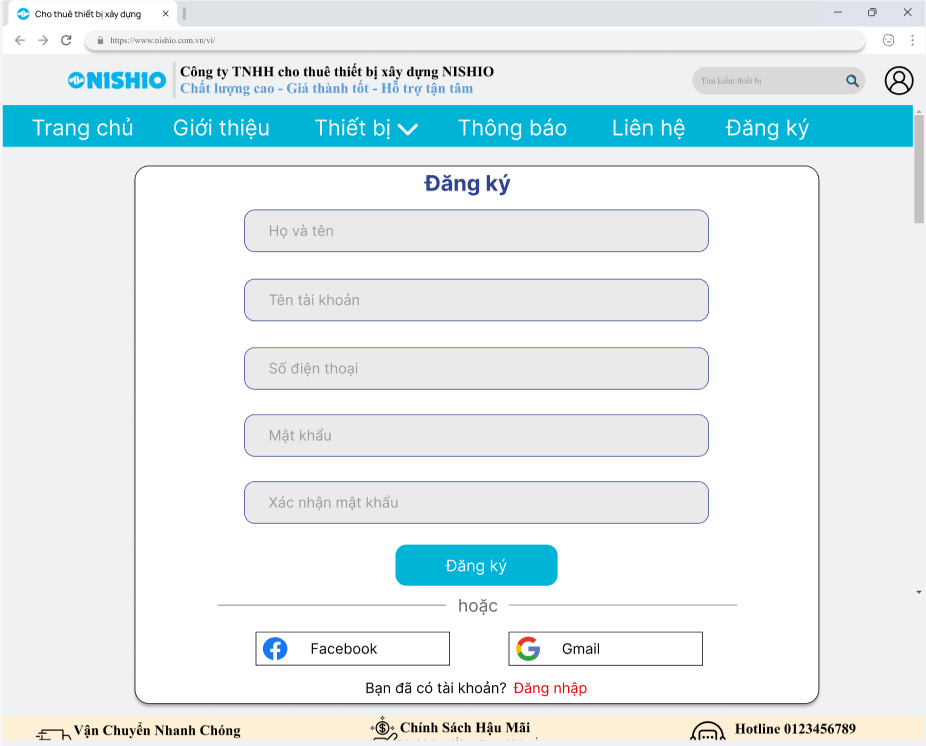 Cho thuê thiết bị xây dựng
https://www.nishio.com.vn/vi/
NISHIO
Công ty TNHH cho thuê thiết bị xây dựng NISHIO
Chất lượng cao - Giá thành tốt - Hỗ trợ tận tâm
Tìm kiếm thiết bị
Trang chủ Giới thiệu Thiết bị Thông báo Liên hệ Đăng ký
Đăng ký
Họ và tên
Tên tài khoản
Số điện thoại
Mật khẩu
Xác nhận mật khẩu
Đăng ký
hoặc
Facebook Gmail
Bạn đã có tài khoản? Đăng nhập
Vận Chuyển Nhanh Chóng Chính Sách Hậu Mãi Hotline 0123456789